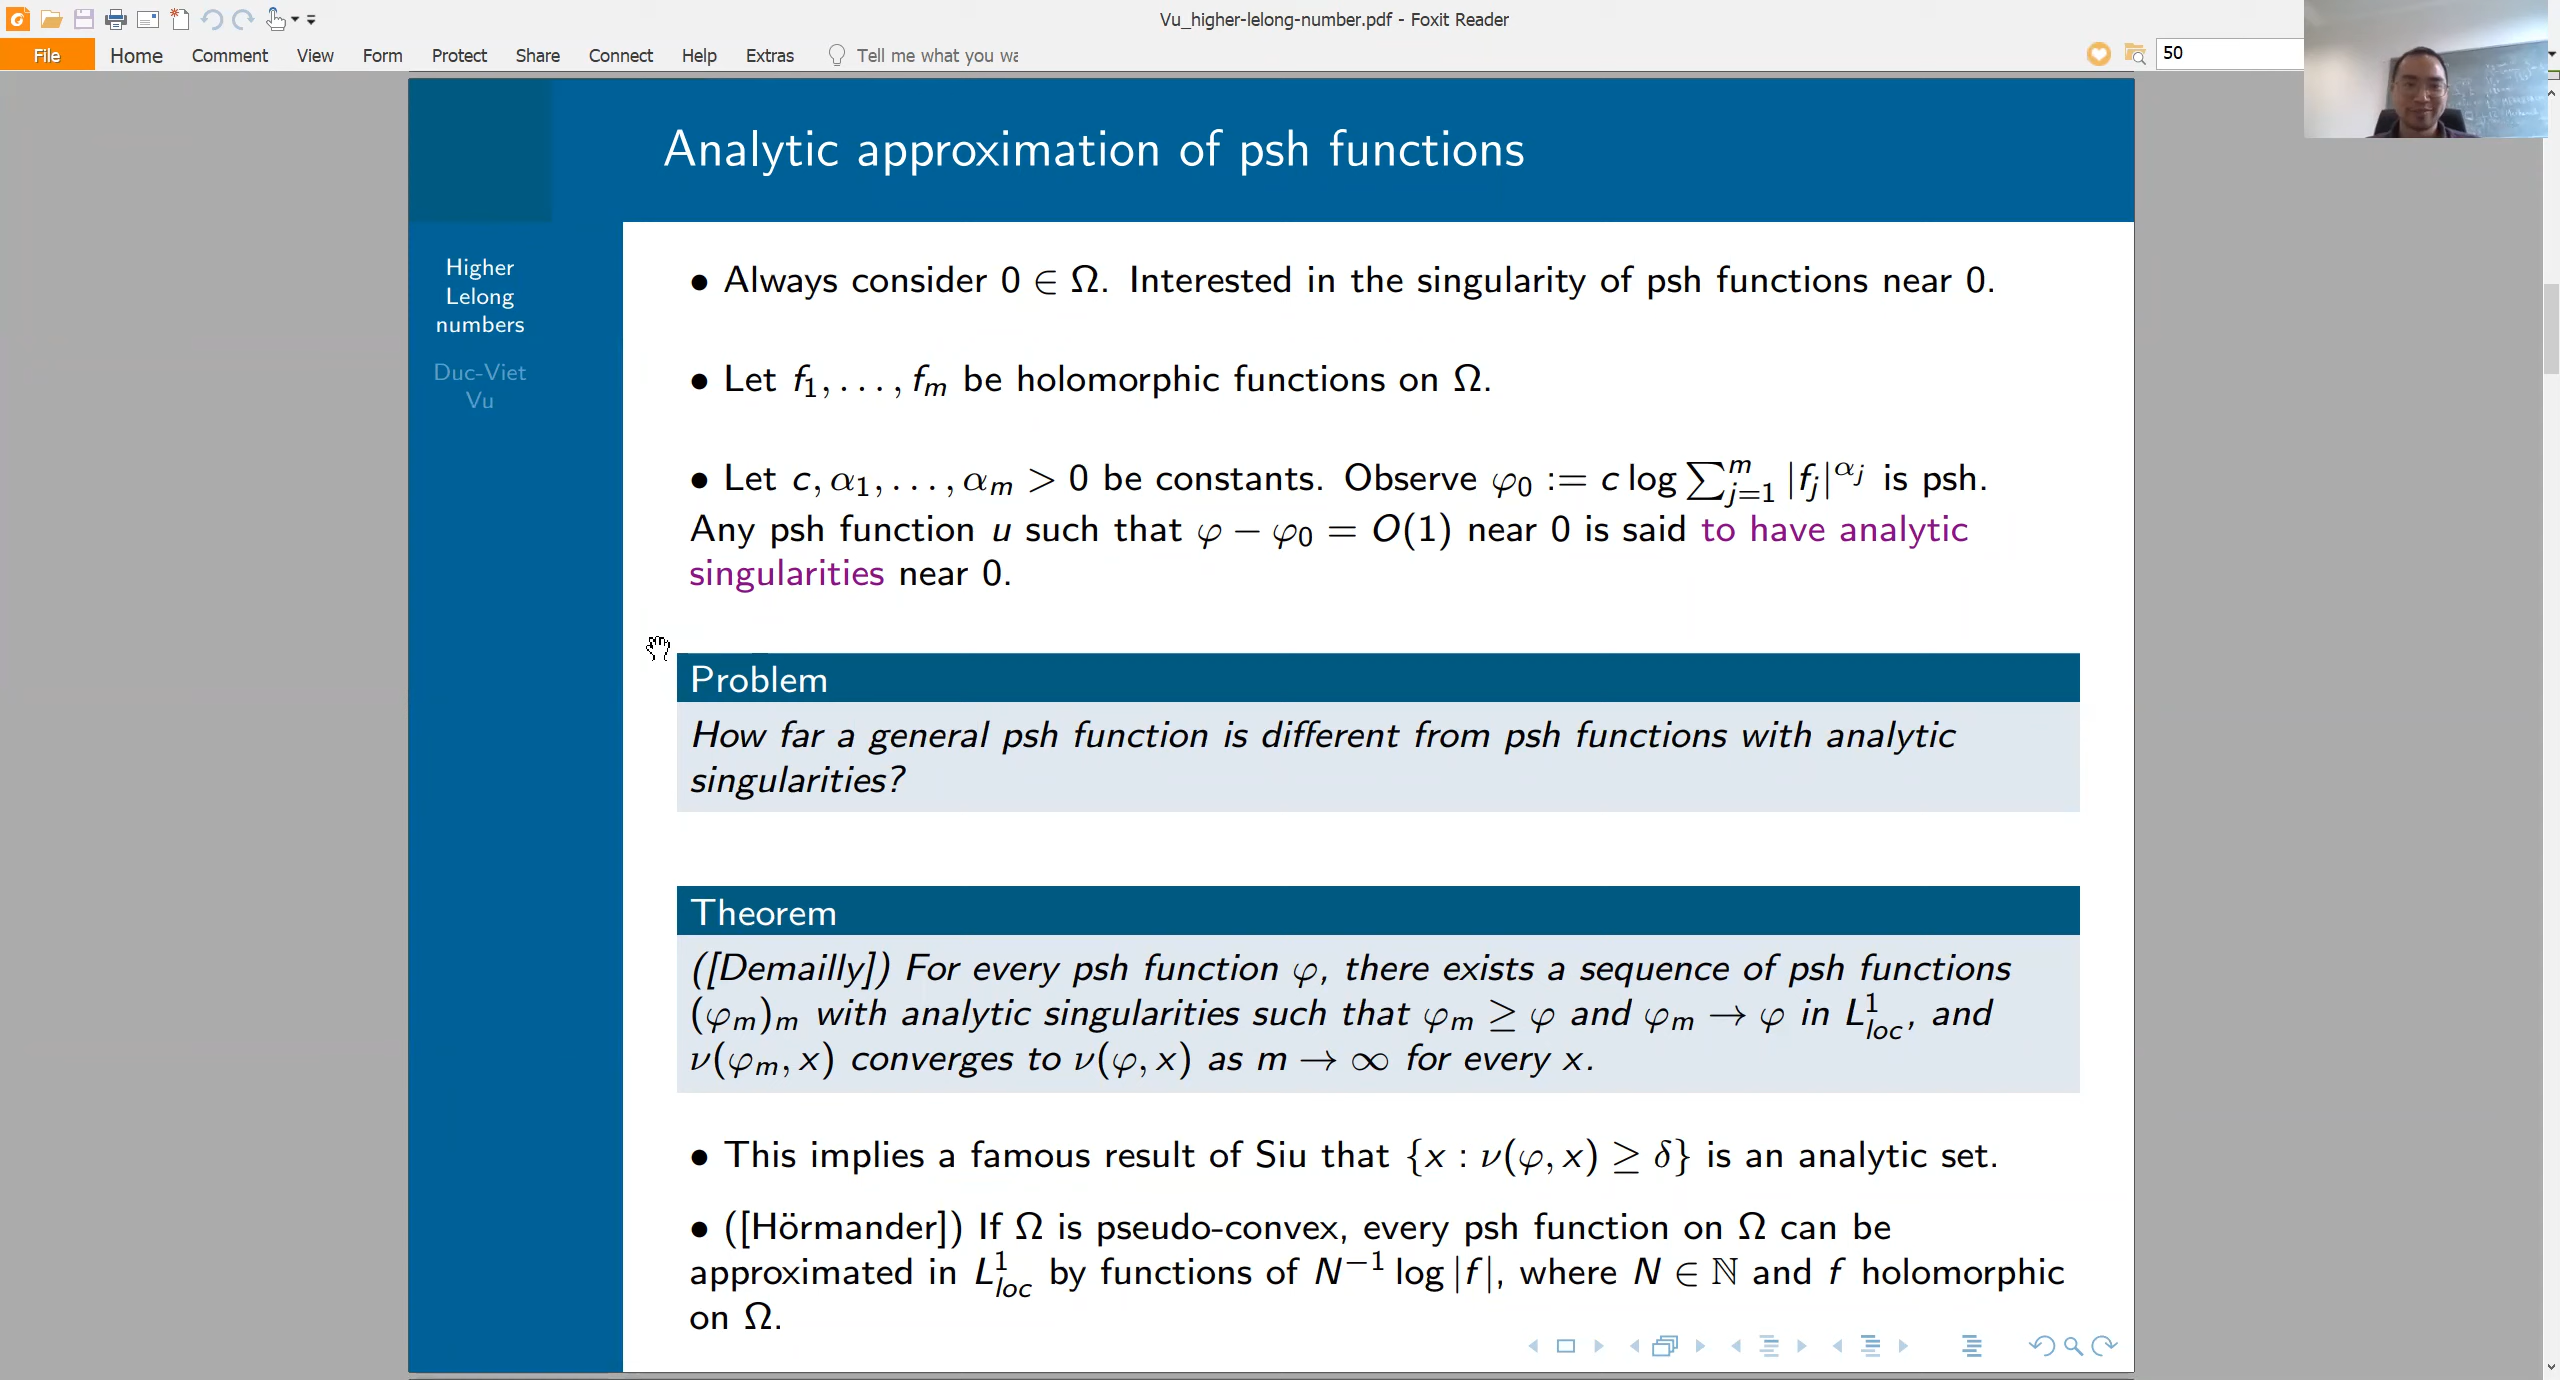 Vu_higher-lelong-number.pdf - Foxit Reader
File Home Comment View Form Protect Share Connect Help Extras Tell me what you wa
50
Analytic approximation of psh functions
Higher
Lelong
numbers
Duc-Viet
Vu
• Always consider 0 ∈ Ω. Interested in the singularity of psh functions near 0.
• Let f₁, . . . , fₘ be holomorphic functions on Ω.
• Let c, α₁, . . . , αₘ > 0 be constants. Observe φ₀ := c log ∑_{j=1}^{m} |f_j|^{α_j} is psh.
Any psh function u such that φ − φ₀ = O(1) near 0 is said to have analytic
singularities near 0.
Problem
How far a general psh function is different from psh functions with analytic
singularities?
Theorem
([Demailly]) For every psh function φ, there exists a sequence of psh functions
(φₘ)ₘ with analytic singularities such that φₘ ≥ φ and φₘ → φ in L^1_{loc}, and
ν(φₘ, x) converges to ν(φ, x) as m → ∞ for every x.
• This implies a famous result of Siu that {x : ν(φ, x) ≥ δ} is an analytic set.
• ([Hörmander]) If Ω is pseudo-convex, every psh function on Ω can be
approximated in L^1_{loc} by functions of N⁻¹ log |f|, where N ∈ ℕ and f holomorphic
on Ω.